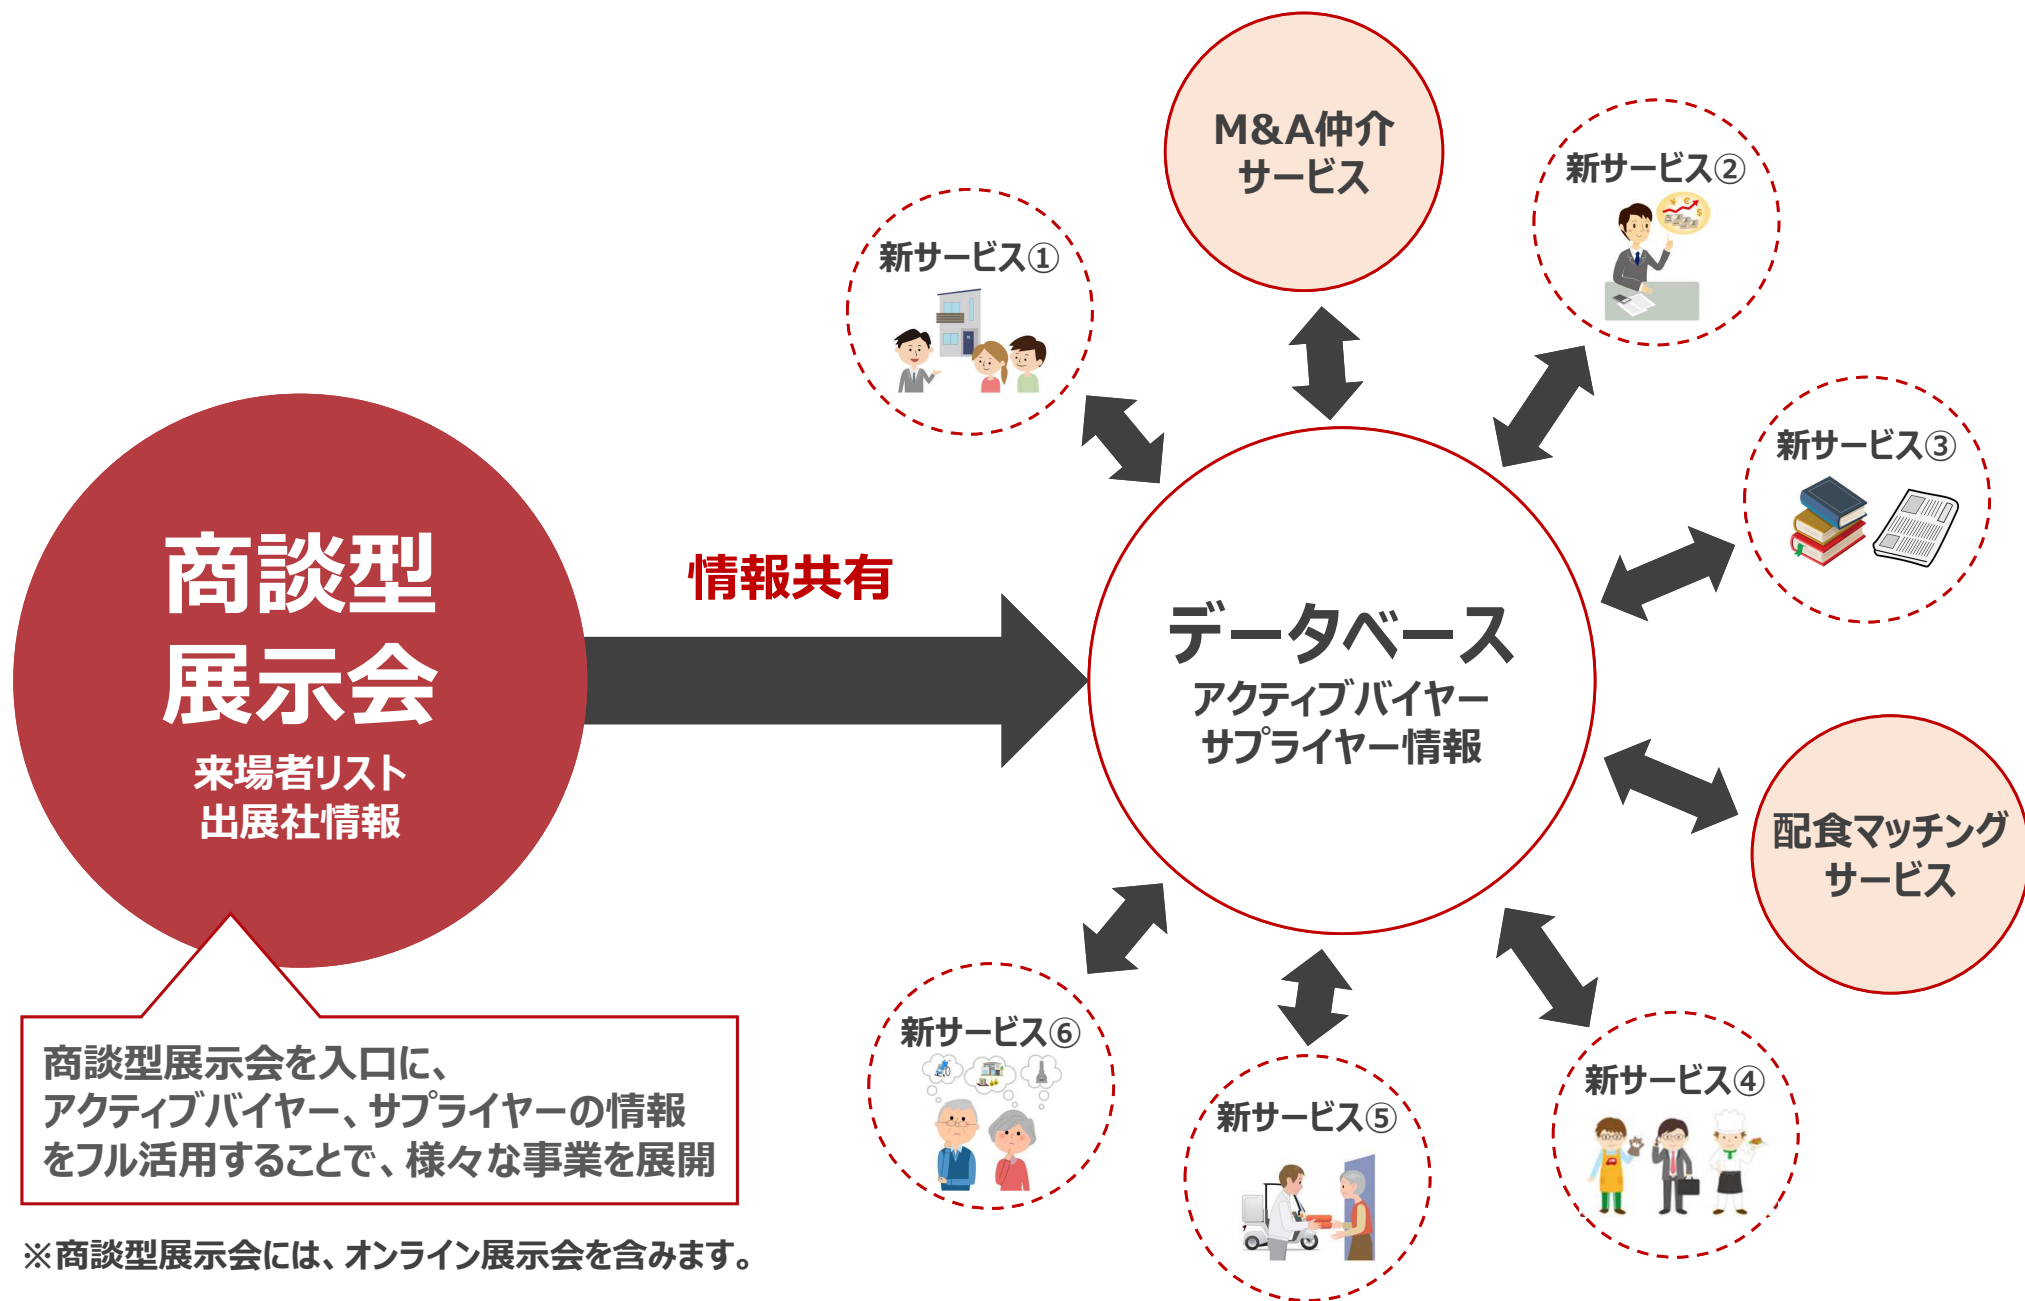 商談型
展示会
来場者リスト
出展社情報
商談型展示会を入口に、
アクティブバイヤー、サプライヤーの情報
をフル活用することで、様々な事業を展開
※商談型展示会には、オンライン展示会を含みます。
情報共有
データベース
アクティブバイヤー
サプライヤー情報
新サービス①
M&A仲介
サービス
新サービス②
新サービス③
配食マッチング
サービス
新サービス④
新サービス⑤
新サービス⑥